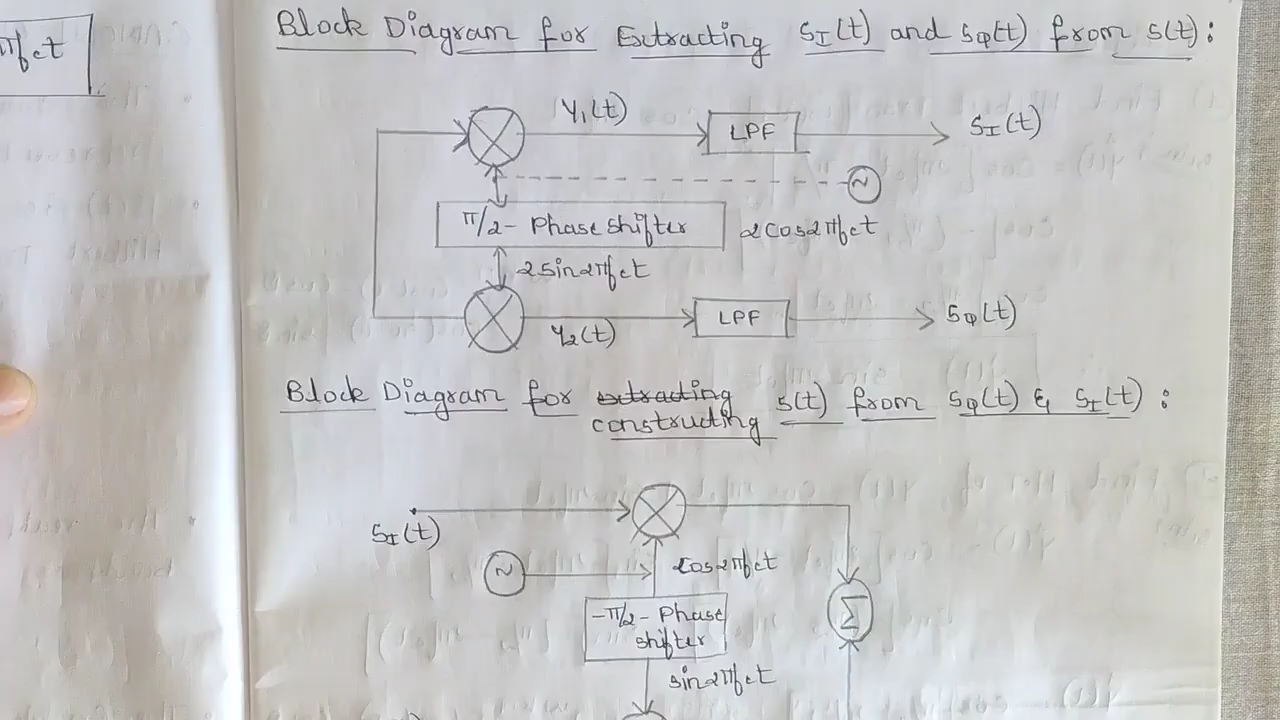 πfct
Block Diagram for Extracting SI(t) and SQ(t) from S(t):
Y1(t)
LPF
SI(t)
~
π/2- Phase shifter
2cos2πfct
2sin2πfct
Y2(t)
LPF
SQ(t)
Block Diagram for extracting S(t) from SQ(t) & SI(t):
constructing
SI(t)
~
cos2πfct
-π/2- Phase
shifter
Σ
sin2πfct